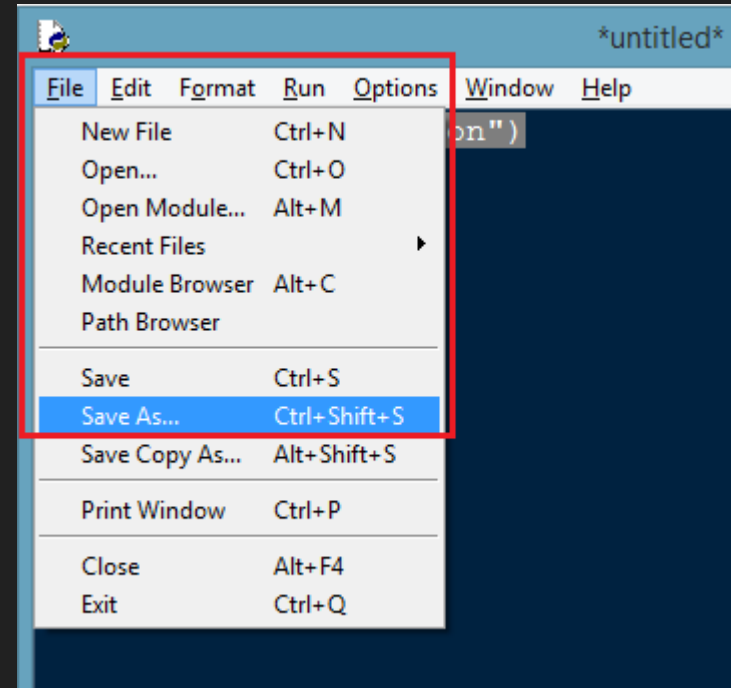 *untitled*
File Edit Format Run Options Window Help
New File Ctrl+N
Open... Ctrl+O
Open Module... Alt+M
Recent Files
Module Browser Alt+C
Path Browser
Save Ctrl+S
Save As... Ctrl+Shift+S
Save Copy As... Alt+Shift+S
Print Window Ctrl+P
Close Alt+F4
Exit Ctrl+Q
on")